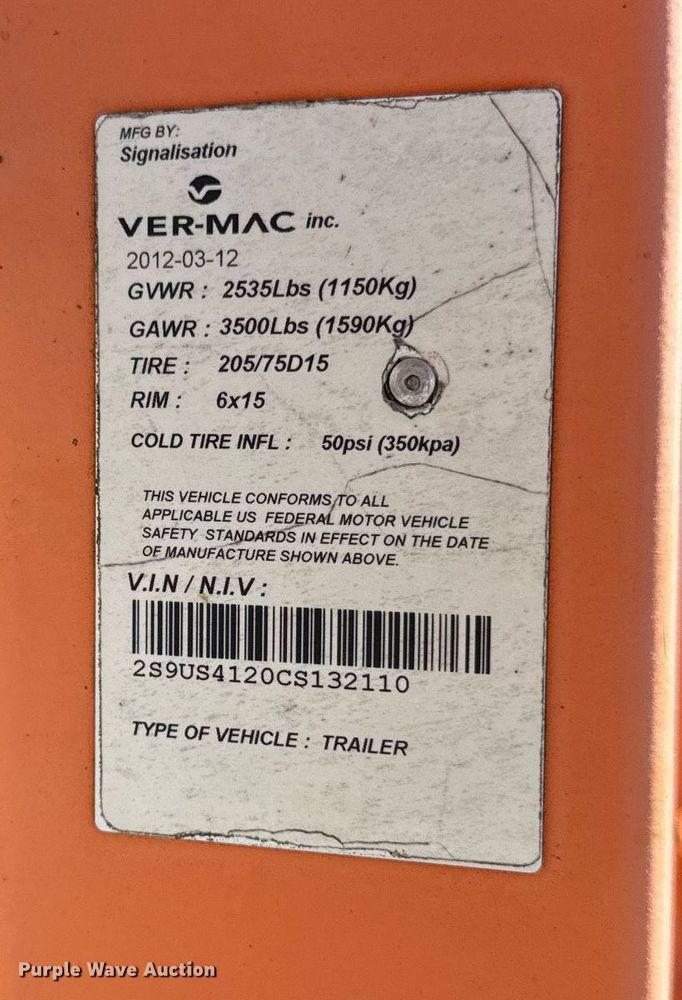 MFG BY:
Signalisation
VER-MAC inc.
2012-03-12
GVWR : 2535Lbs (1150Kg)
GAWR : 3500Lbs (1590Kg)
TIRE : 205/75D15
RIM : 6x15
COLD TIRE INFL : 50psi (350kpa)
THIS VEHICLE CONFORMS TO ALL
APPLICABLE US FEDERAL MOTOR VEHICLE
SAFETY STANDARDS IN EFFECT ON THE DATE
OF MANUFACTURE SHOWN ABOVE.
V.I.N / N.I.V :
2S9US4120CS132110
TYPE OF VEHICLE : TRAILER
Purple Wave Auction